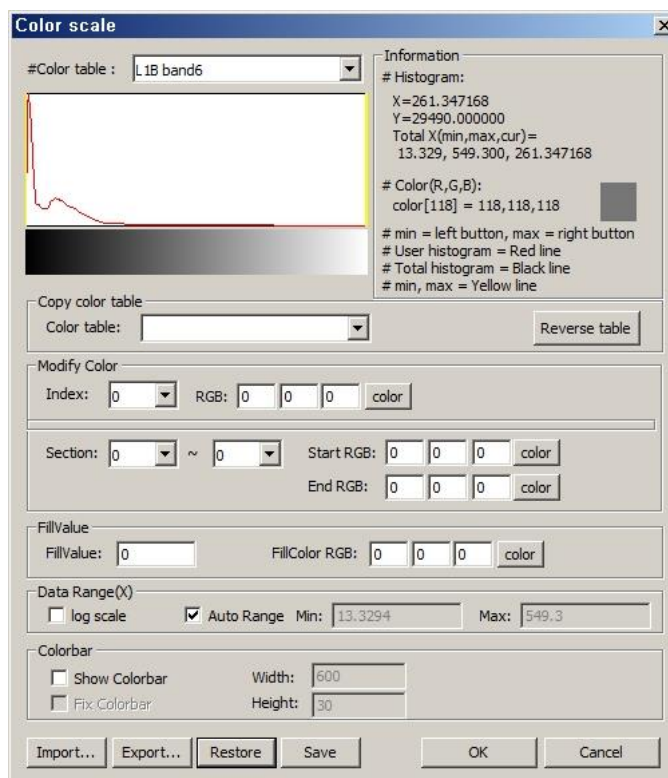 Color scale
#Color table : L1B band6
Information
# Histogram:
X=261.347168
Y=29490.000000
Total X(min,max,cur)=
13.329, 549.300, 261.347168
# Color(R,G,B):
color[118] = 118,118,118
# min = left button, max = right button
# User histogram = Red line
# Total histogram = Black line
# min, max = Yellow line
Copy color table
Color table: Reverse table
Modify Color
Index: 0 RGB: 0 0 0 color
Section: 0 ~ 0 Start RGB: 0 0 0 color
End RGB: 0 0 0 color
FillValue
FillValue: 0 FillColor RGB: 0 0 0 color
Data Range(X)
log scale Auto Range Min: 13.3294 Max: 549.3
Colorbar
Show Colorbar Width: 600
Fix Colorbar Height: 30
Import... Export... Restore Save OK Cancel